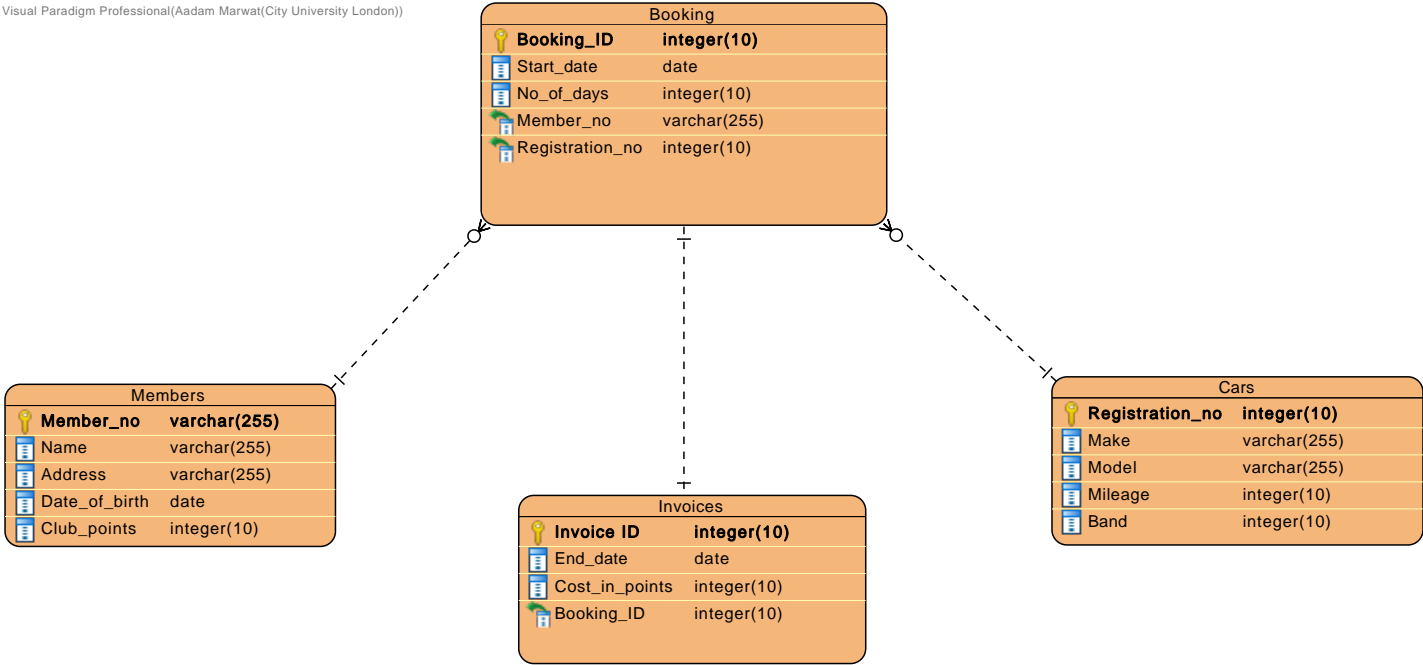 Visual Paradigm Professional(Aadam Marwat(City University London))
Booking
Booking_ID integer(10)
Start_date date
No_of_days integer(10)
Member_no varchar(255)
Registration_no integer(10)
Members
Member_no varchar(255)
Name varchar(255)
Address varchar(255)
Date_of_birth date
Club_points integer(10)
Invoices
Invoice ID integer(10)
End_date date
Cost_in_points integer(10)
Booking_ID integer(10)
Cars
Registration_no integer(10)
Make varchar(255)
Model varchar(255)
Mileage integer(10)
Band integer(10)